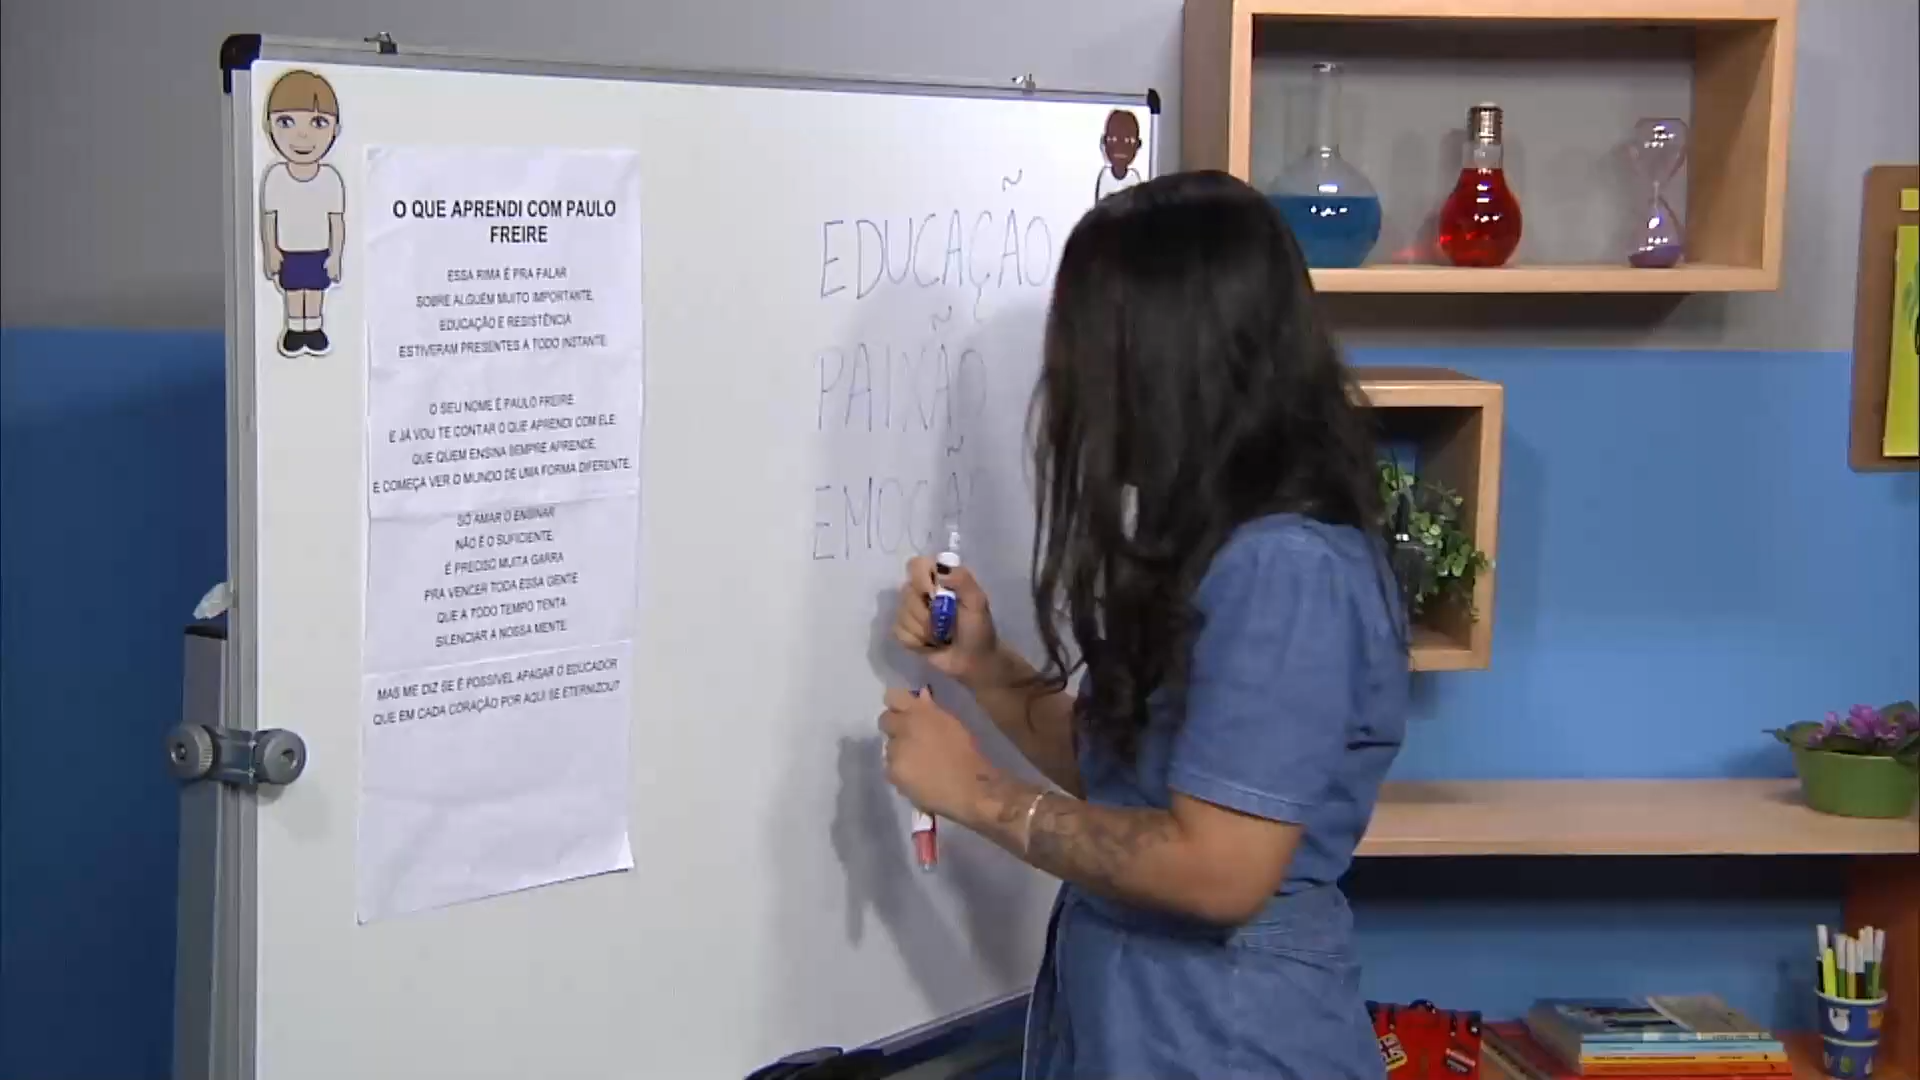 O QUE APRENDI COM PAULO
FREIRE
ESSA RIMA É PRA FALAR
SOBRE ALGUÉM MUITO IMPORTANTE,
EDUCAÇÃO E RESISTÊNCIA
ESTIVERAM PRESENTES A TODO INSTANTE.
O SEU NOME É PAULO FREIRE
E JÁ VOU TE CONTAR O QUE APRENDI COM ELE,
QUE QUEM ENSINA SEMPRE APRENDE,
E COMEÇA VER O MUNDO DE UMA FORMA DIFERENTE.
SÓ AMAR O ENSINAR
NÃO É O SUFICIENTE,
É PRECISO MUITA GARRA
PRA VENCER TODA ESSA GENTE
QUE A TODO TEMPO TENTA
SILENCIAR A NOSSA MENTE.
MAS ME DIZ SE É POSSÍVEL APAGAR O EDUCADOR
QUE EM CADA CORAÇÃO POR AQUI SE ETERNIZOU?
EDUCAÇÃO
PAIXÃO
EMOÇÃ